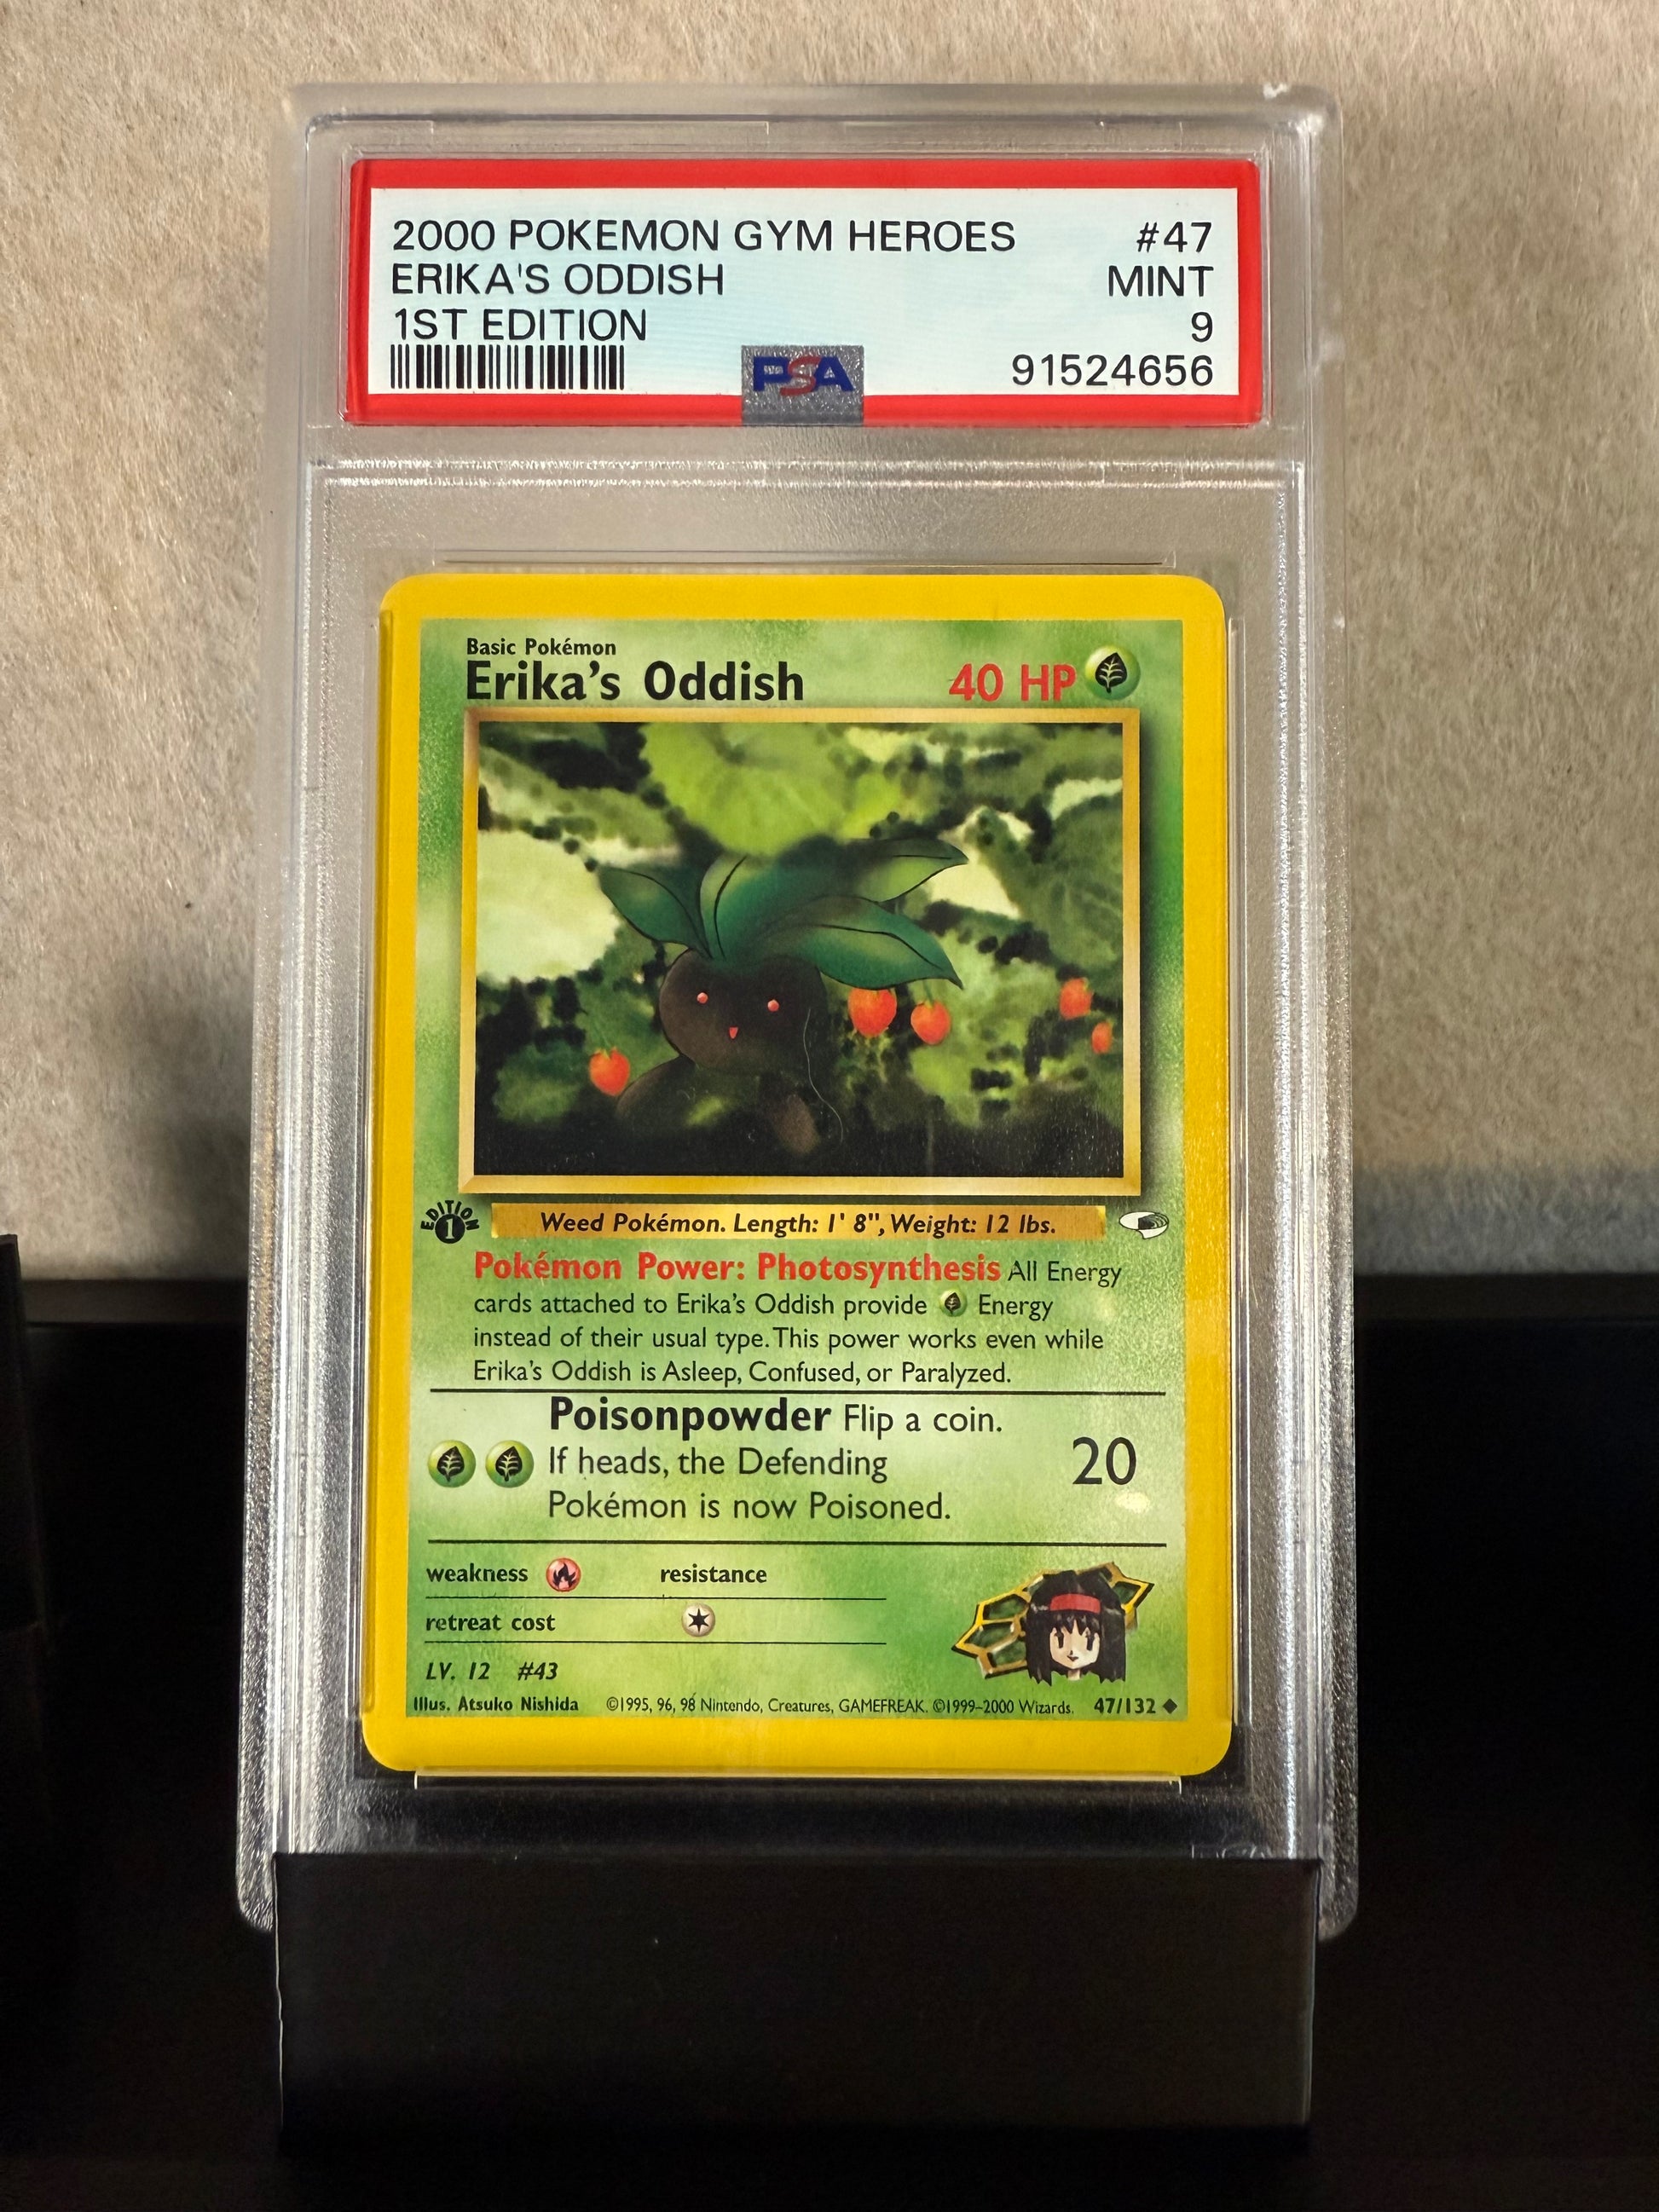 2000 POKEMON GYM HEROES #47
ERIKA'S ODDISH MINT
1ST EDITION 9
PSA 91524656
Basic Pokémon
Erika's Oddish 40 HP
EDITION 1
Weed Pokémon. Length: 1' 8", Weight: 12 lbs.
Pokémon Power: Photosynthesis All Energy
cards attached to Erika's Oddish provide Energy
instead of their usual type. This power works even while
Erika's Oddish is Asleep, Confused, or Paralyzed.
Poisonpowder Flip a coin.
If heads, the Defending
Pokémon is now Poisoned.
20
weakness resistance
retreat cost
LV. 12 #43
Illus. Atsuko Nishida ©1995, 96, 98 Nintendo, Creatures, GAMEFREAK. ©1999–2000 Wizards. 47/132